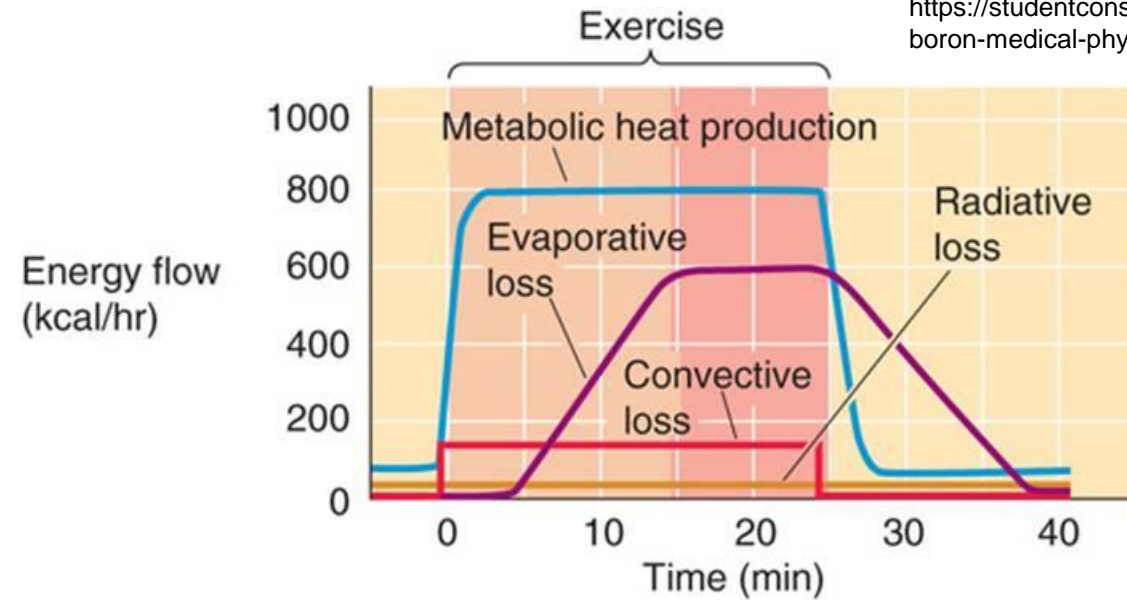 https://studentcons
boron-medical-phy
Exercise
1000
Metabolic heat production
800
Radiative
loss
Evaporative
loss
600
Energy flow
(kcal/hr)
400
Convective
loss
200
0
0 10 20 30 40
Time (min)